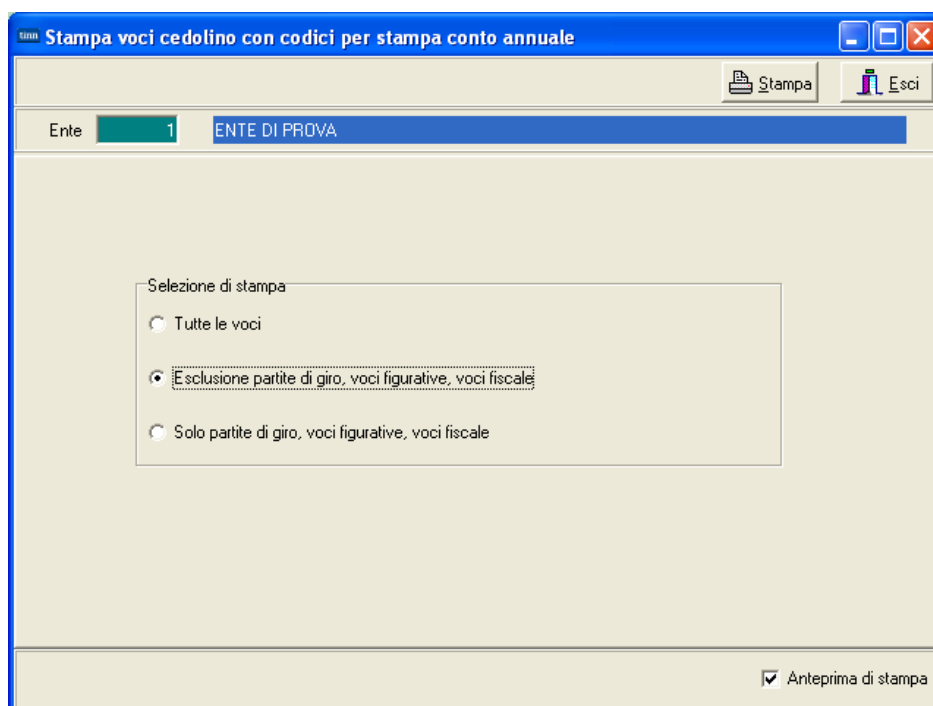 tinn Stampa voci cedolino con codici per stampa conto annuale
Stampa Esci
Ente 1 ENTE DI PROVA
Selezione di stampa
Tutte le voci
Esclusione partite di giro, voci figurative, voci fiscale
Solo partite di giro, voci figurative, voci fiscale
Anteprima di stampa